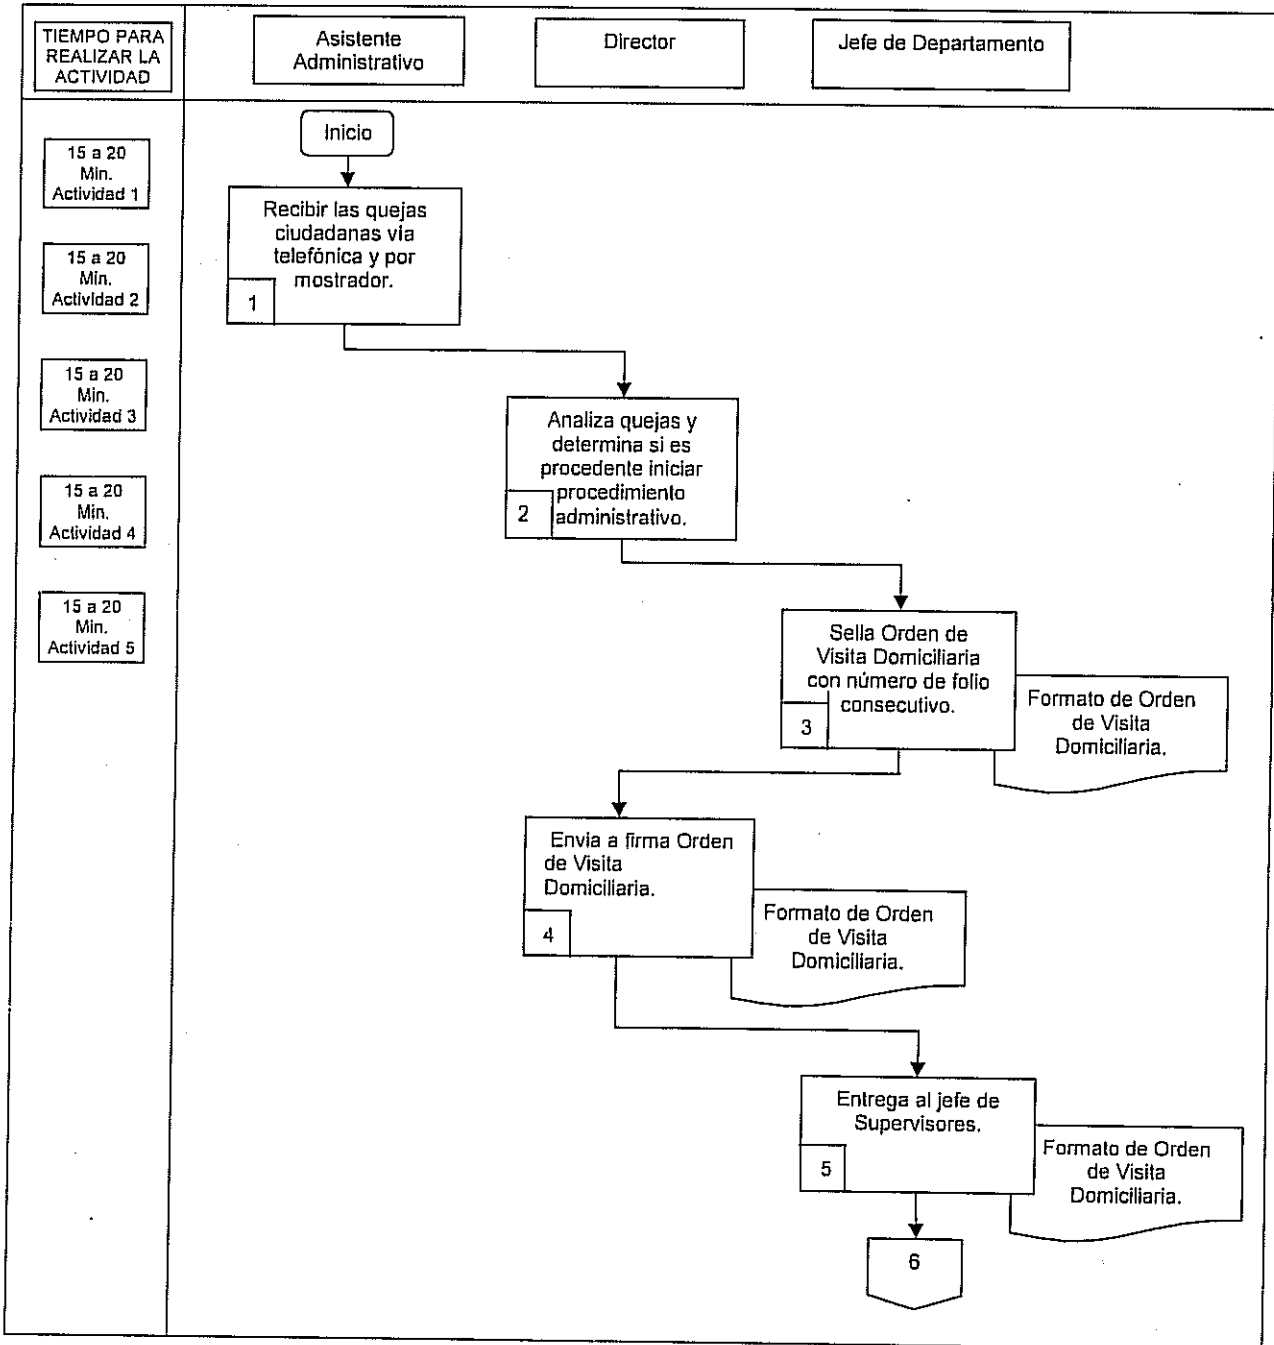 TIEMPO PARA
REALIZAR LA
ACTIVIDAD
Asistente
Administrativo
Director
Jefe de Departamento
15 a 20
Min.
Actividad 1
15 a 20
Min.
Actividad 2
15 a 20
Min.
Actividad 3
15 a 20
Min.
Actividad 4
15 a 20
Min.
Actividad 5
Inicio
Recibir las quejas
ciudadanas vía
telefónica y por
mostrador.
1
Analiza quejas y
determina si es
procedente iniciar
procedimiento
administrativo.
2
Sella Orden de
Visita Domiciliaria
con número de folio
consecutivo.
3
Formato de Orden
de Visita
Domiciliaria.
Envia a firma Orden
de Visita
Domiciliaria.
4
Formato de Orden
de Visita
Domiciliaria.
Entrega al jefe de
Supervisores.
5
Formato de Orden
de Visita
Domiciliaria.
6